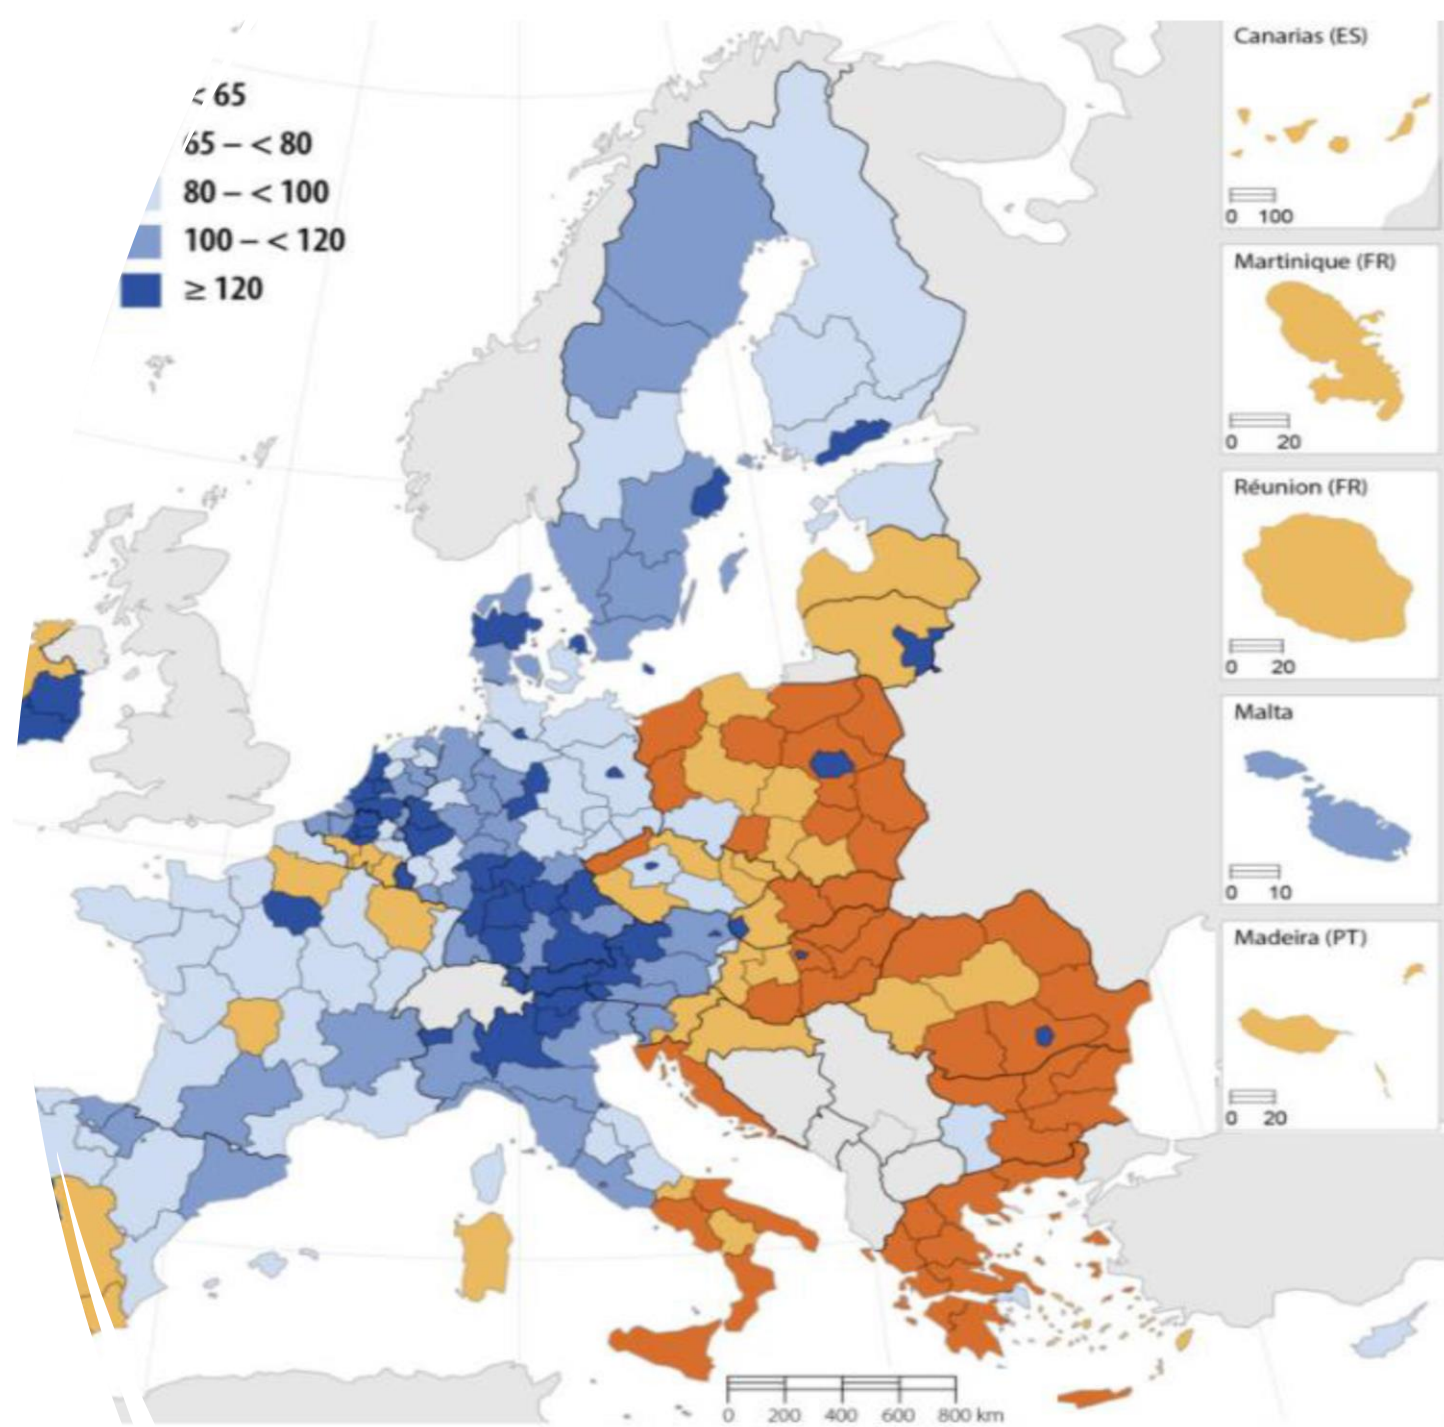 < 65
65 – < 80
80 – < 100
100 – < 120
≥ 120
Canarias (ES)
0 100
Martinique (FR)
0 20
Réunion (FR)
0 20
Malta
0 10
Madeira (PT)
0 20
0 200 400 600 800 km